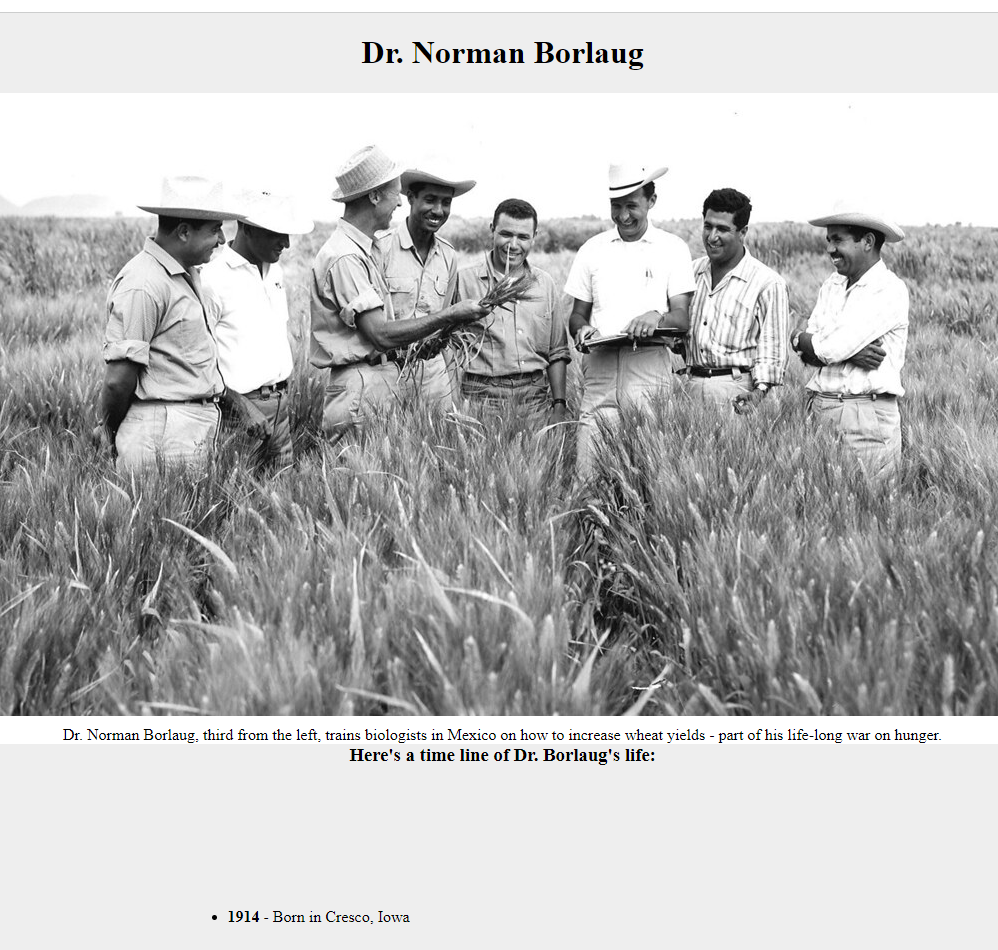 Dr. Norman Borlaug
Dr. Norman Borlaug, third from the left, trains biologists in Mexico on how to increase wheat yields - part of his life-long war on hunger.
Here's a time line of Dr. Borlaug's life:
• 1914 - Born in Cresco, Iowa